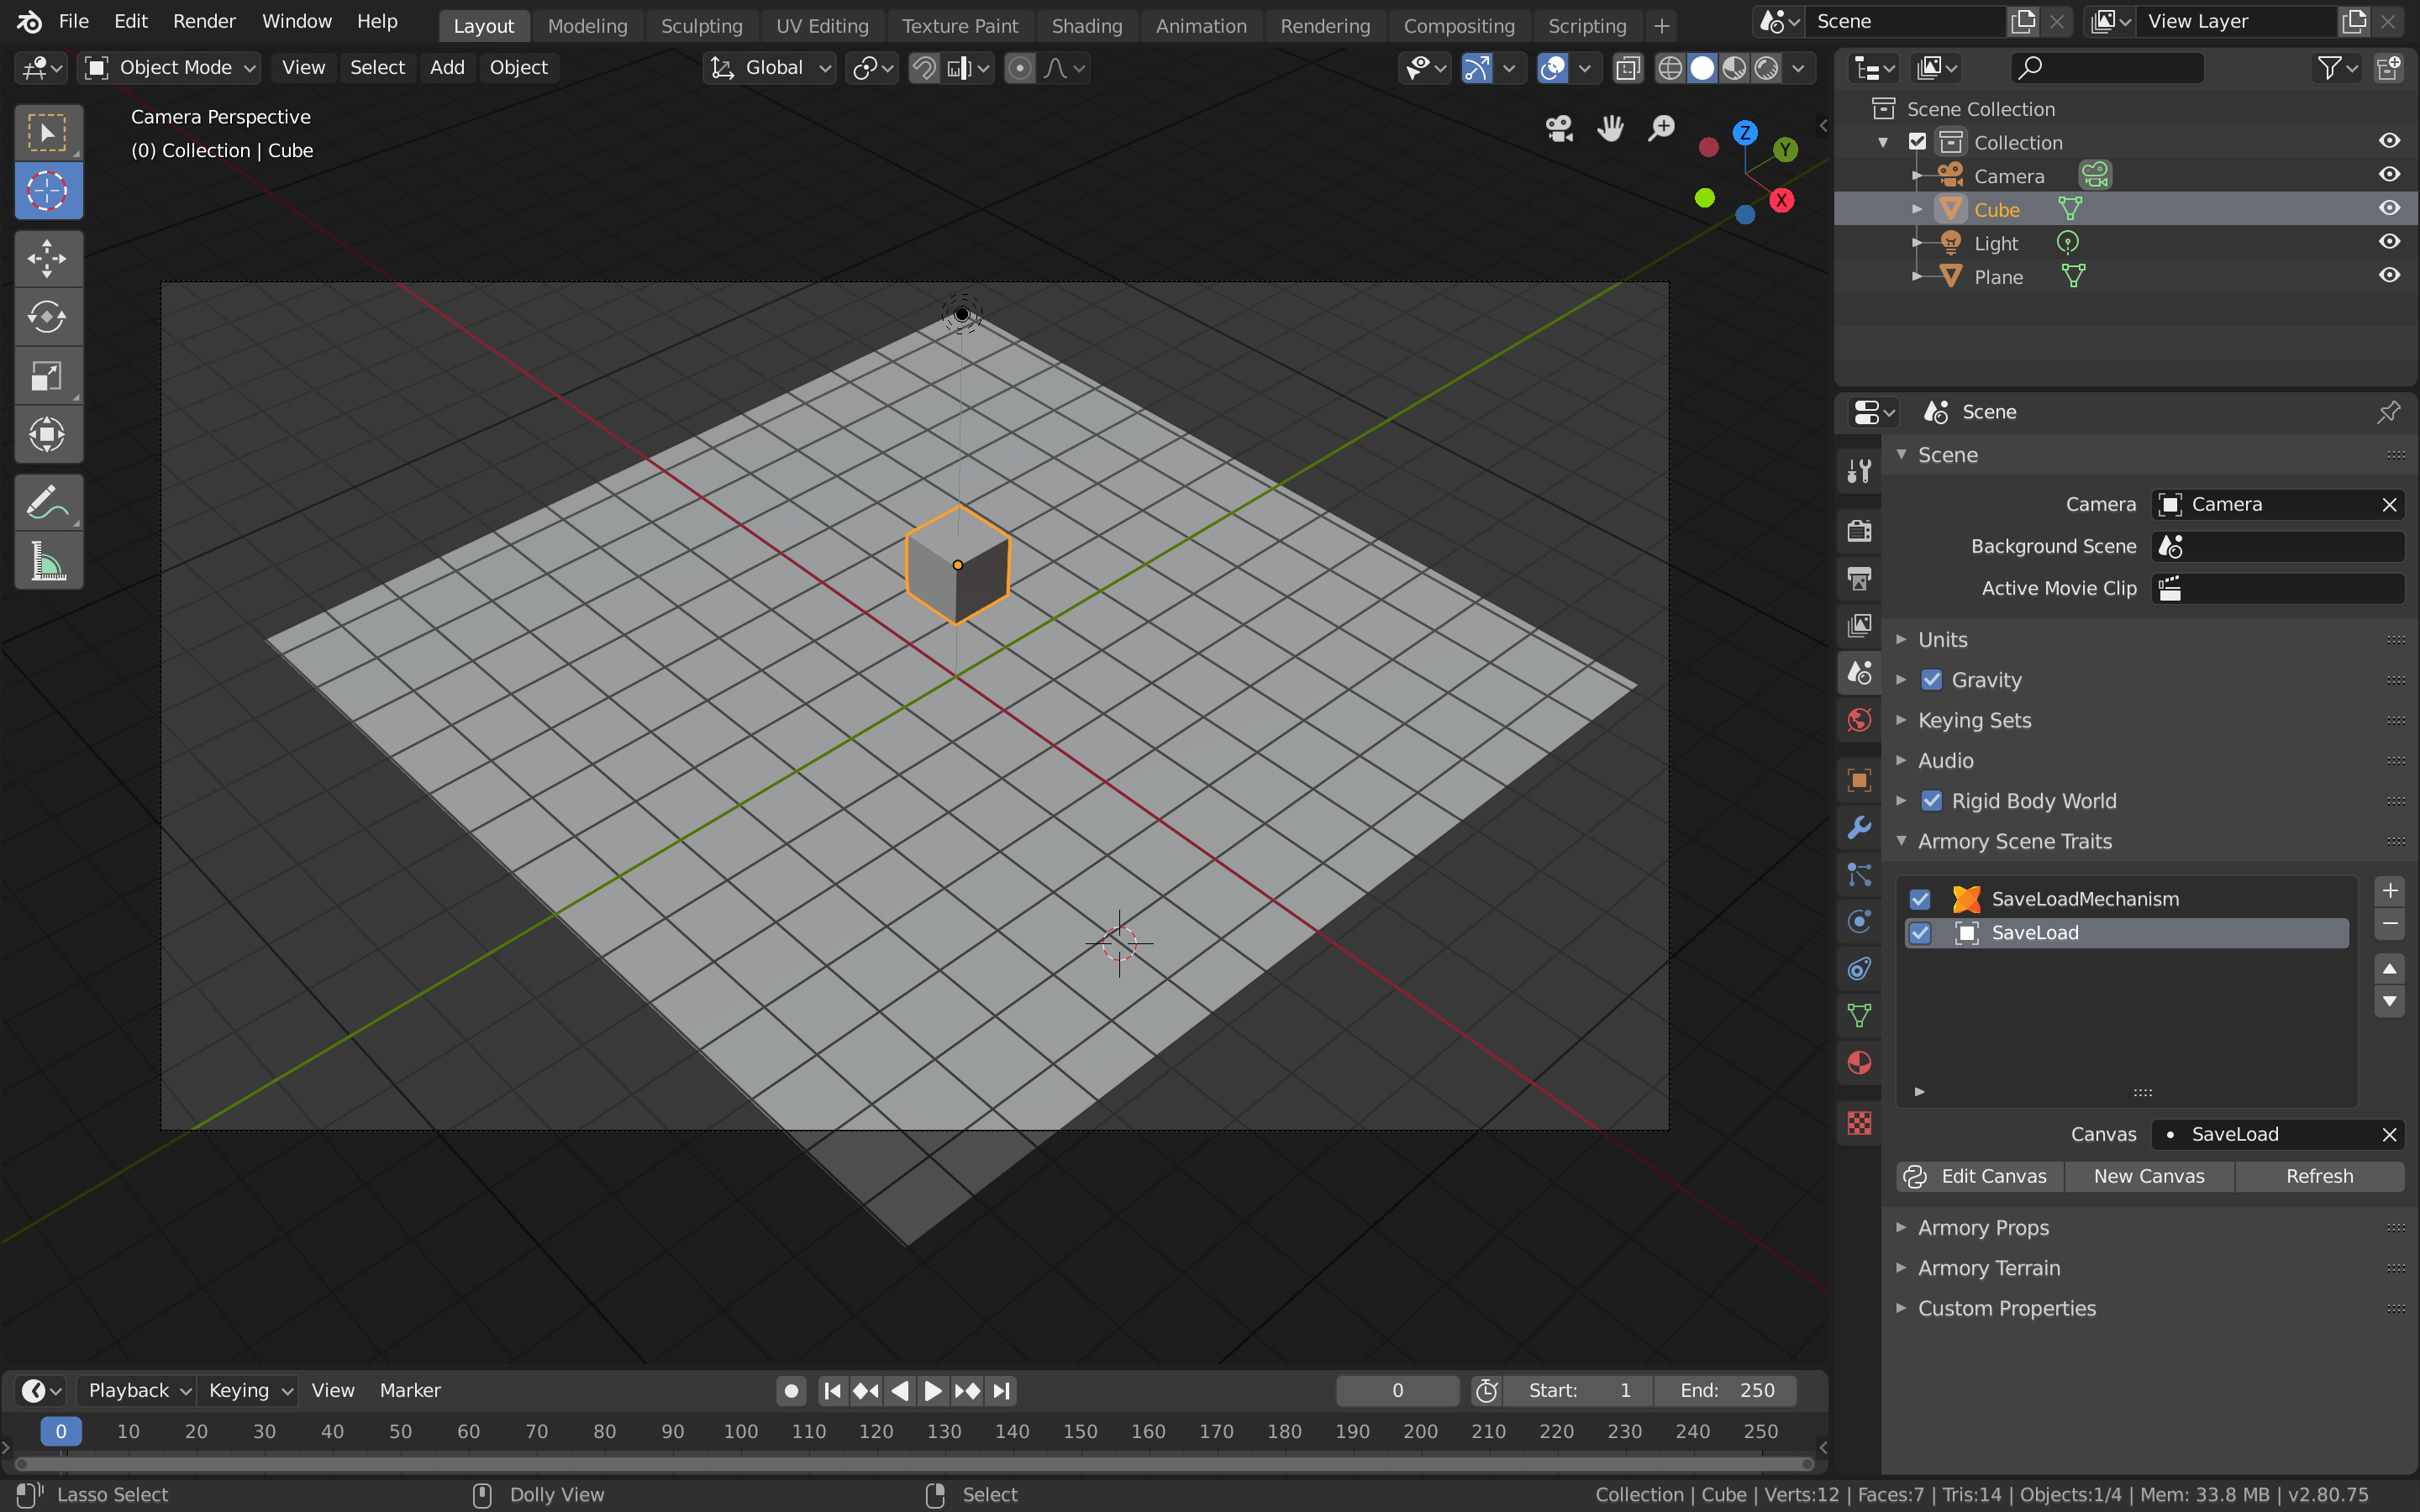 File Edit Render Window Help Layout Modeling Sculpting UV Editing Texture Paint Shading Animation Rendering Compositing Scripting + Scene View Layer
Object Mode View Select Add Object Global
Camera Perspective
(0) Collection | Cube
Z
Y
X
Scene Collection
Collection
Camera
Cube
Light
Plane
Scene
Scene
Camera Camera
Background Scene
Active Movie Clip
Units
Gravity
Keying Sets
Audio
Rigid Body World
Armory Scene Traits
SaveLoadMechanism
SaveLoad
Canvas SaveLoad
Edit Canvas New Canvas Refresh
Armory Props
Armory Terrain
Custom Properties
Playback Keying View Marker 0 Start: 1 End: 250
0 10 20 30 40 50 60 70 80 90 100 110 120 130 140 150 160 170 180 190 200 210 220 230 240 250
Lasso Select Dolly View Select Collection | Cube | Verts:12 | Faces:7 | Tris:14 | Objects:1/4 | Mem: 33.8 MB | v2.80.75